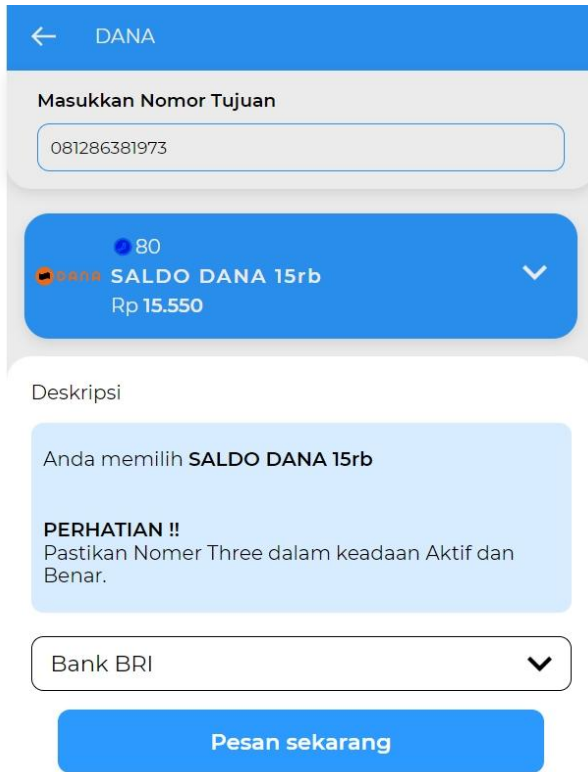 DANA
Masukkan Nomor Tujuan
081286381973
80
DANA SALDO DANA 15rb
Rp 15.550
Deskripsi
Anda memilih SALDO DANA 15rb
PERHATIAN !!
Pastikan Nomer Three dalam keadaan Aktif dan
Benar.
Bank BRI
Pesan sekarang